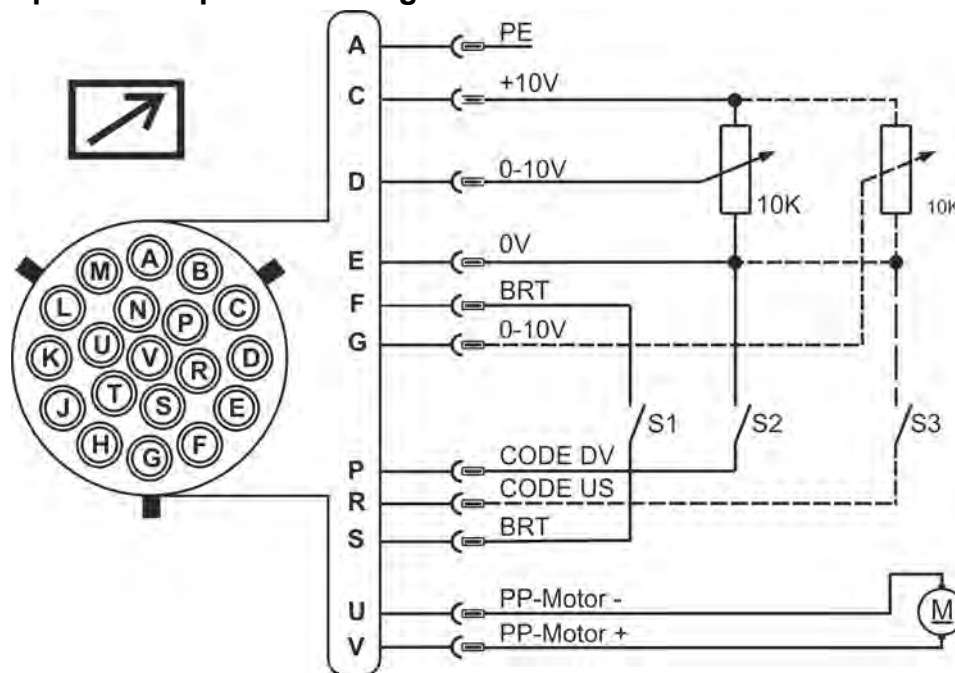 A PE
C +10V
D 0-10V
10K
10K
E 0V
F BRT
G 0-10V
S1
S2
S3
P CODE DV
R CODE US
S BRT
U PP-Motor -
V PP-Motor +
M
A
M B
L N P C
K U V R D
J T S E
H G F